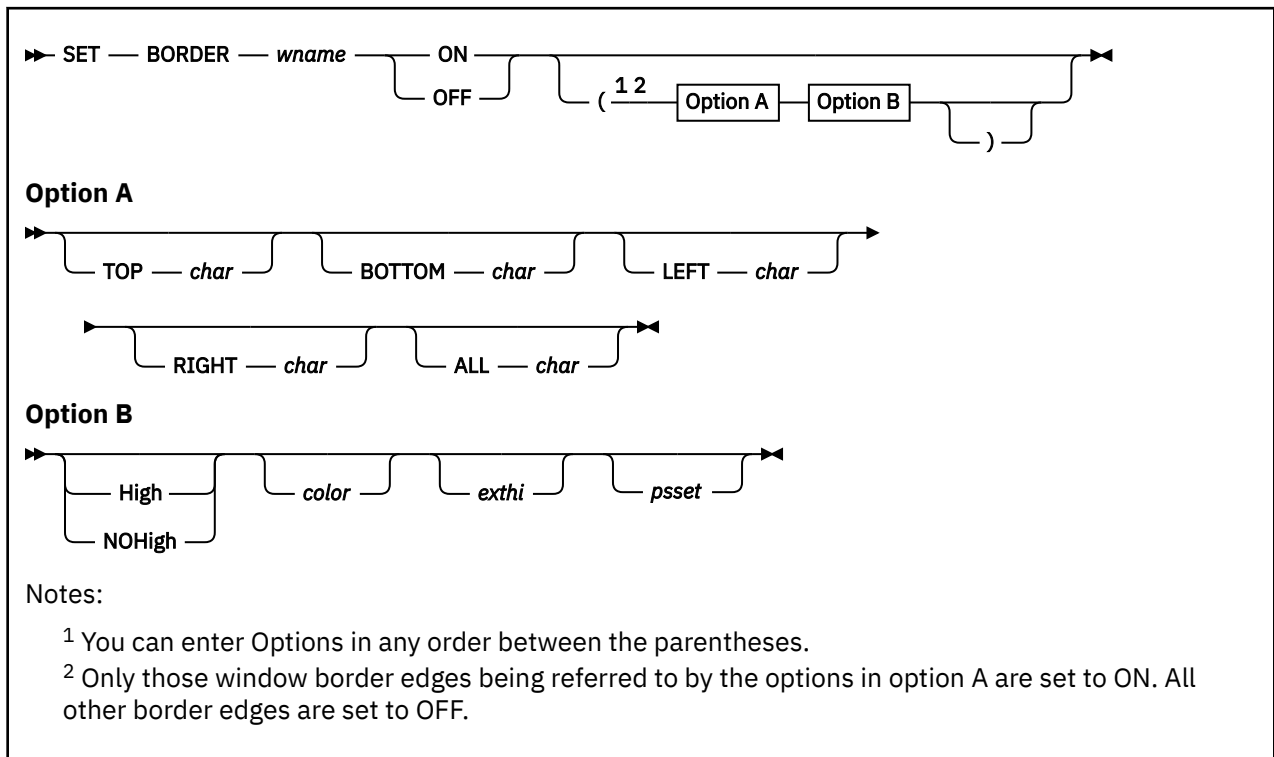 SET BORDER wname ON
OFF
( 1 2 Option A Option B
)
Option A
TOP char BOTTOM char LEFT char
RIGHT char ALL char
Option B
High color exthi psset
NOHigh
Notes:
1 You can enter Options in any order between the parentheses.
2 Only those window border edges being referred to by the options in option A are set to ON. All
other border edges are set to OFF.